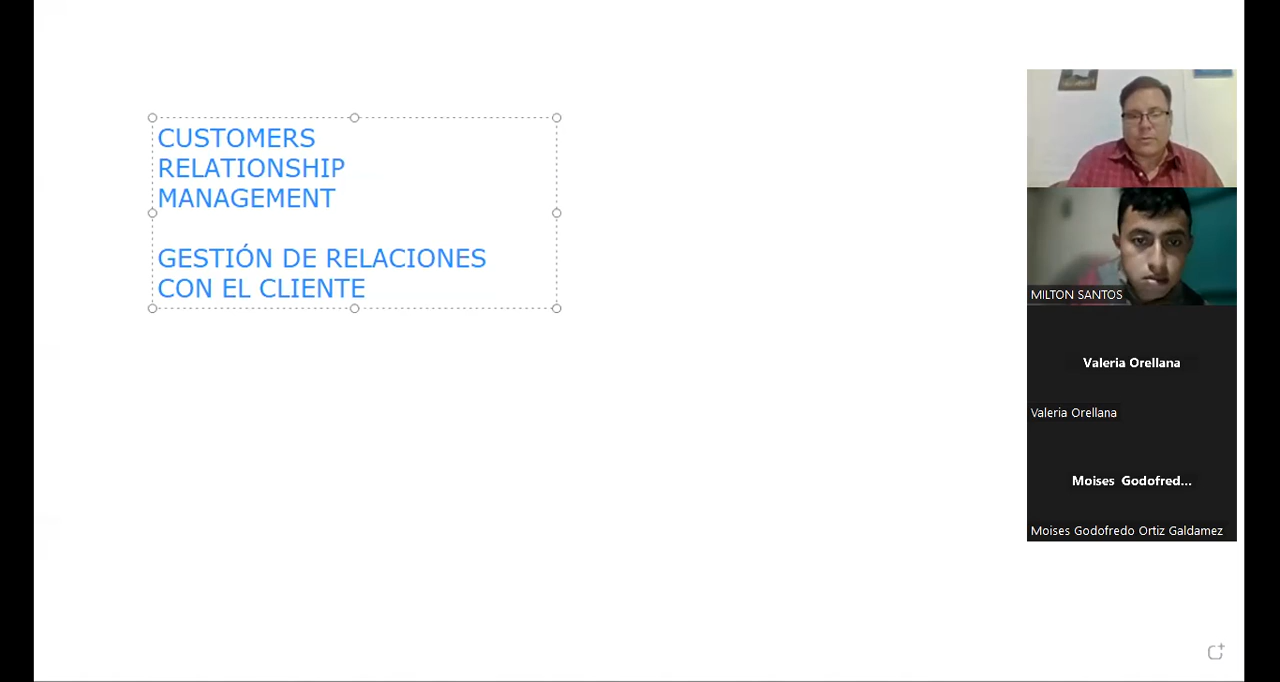 CUSTOMERS
RELATIONSHIP
MANAGEMENT
GESTIÓN DE RELACIONES
CON EL CLIENTE
MILTON SANTOS
Valeria Orellana
Valeria Orellana
Moises Godofred...
Moises Godofredo Ortiz Galdamez